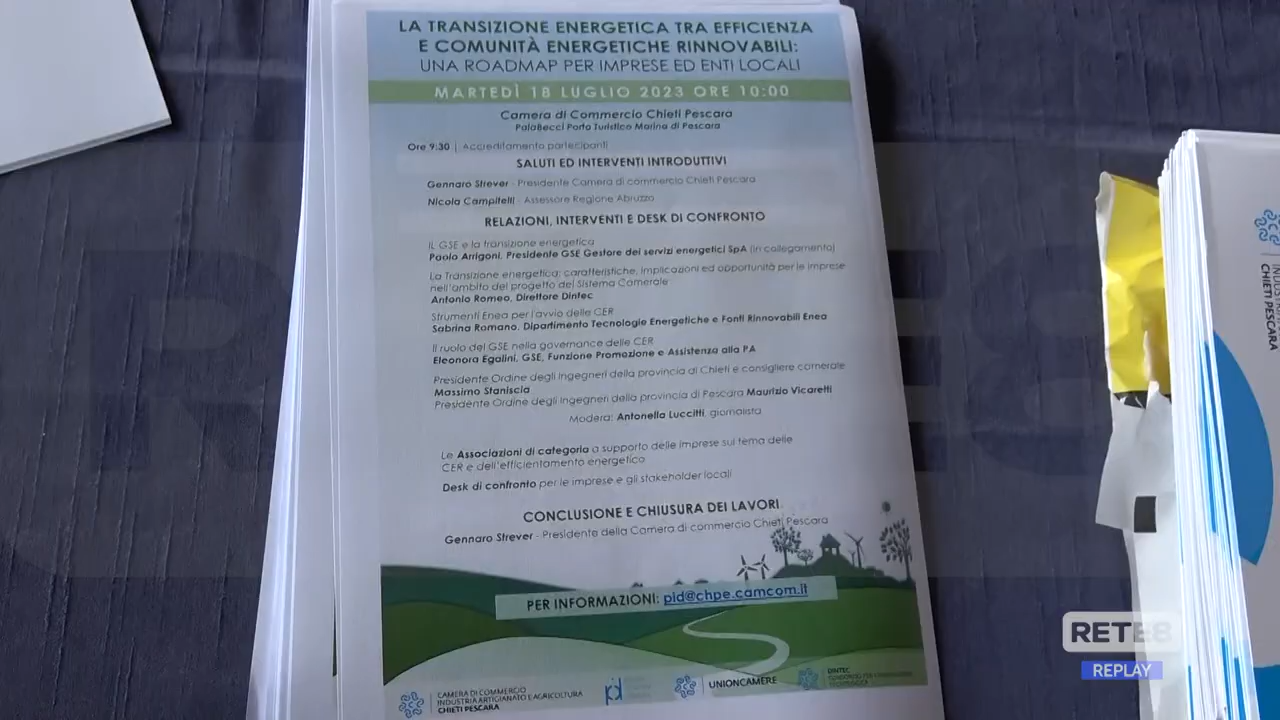 LA TRANSIZIONE ENERGETICA TRA EFFICIENZA
E COMUNITÀ ENERGETICHE RINNOVABILI:
UNA ROADMAP PER IMPRESE ED ENTI LOCALI
MARTEDÌ 18 LUGLIO 2023 ORE 10:00
Camera di Commercio Chieti Pescara
PalaBecci Porto Turistico Marina di Pescara
Ore 9:30 | Accreditamento partecipanti
SALUTI ED INTERVENTI INTRODUTTIVI
Gennaro Strever - Presidente Camera di commercio Chieti Pescara
Nicola Campitelli - Assessore Regione Abruzzo
RELAZIONI, INTERVENTI E DESK DI CONFRONTO
IL GSE e la transizione energetica
Paolo Arrigoni, Presidente GSE Gestore dei servizi energetici SpA (in collegamento)
La Transizione energetica: caratteristiche, implicazioni ed opportunità per le imprese
nell'ambito del progetto del Sistema Camerale
Antonio Romeo, Direttore Dintec
Strumenti Enea per l'avvio delle CER
Sabrina Romano, Dipartimento Tecnologie Energetiche e Fonti Rinnovabili Enea
Il ruolo del GSE nella governance delle CER
Eleonora Egalini, GSE, Funzione Promozione e Assistenza alla PA
Presidente Ordine degli Ingegneri della provincia di Chieti e consigliere camerale
Massimo Staniscia
Presidente Ordine degli Ingegneri della provincia di Pescara Maurizio Vicaretti
Modera: Antonella Luccitti, giornalista
Le Associazioni di categoria a supporto delle imprese sul tema delle
CER e dell'efficientamento energetico
Desk di confronto per le imprese e gli stakeholder locali
CONCLUSIONE E CHIUSURA DEI LAVORI
Gennaro Strever - Presidente della Camera di commercio Chieti Pescara
PER INFORMAZIONI: pid@chpe.camcom.it
CAMERA DI COMMERCIO
INDUSTRIA ARTIGIANATO E AGRICOLTURA
CHIETI PESCARA
UNIONCAMERE
DINTEC
CHIETI PESCARA
RETE8
REPLAY